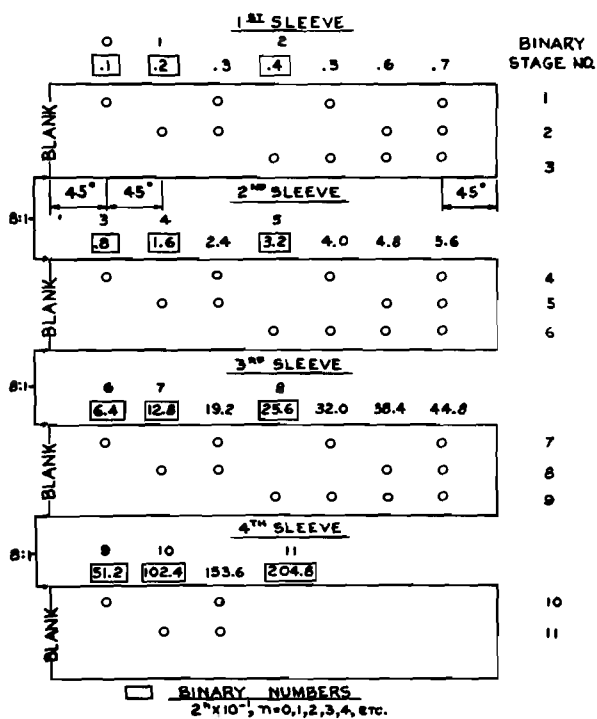 1ST SLEEVE
0 1 2
.1 .2 .3 .4 .5 .6 .7
BINARY
STAGE NO.
BLANK
1
2
3
45° 45° 45°
2ND SLEEVE
8:1
3 4 5
.8 1.6 2.4 3.2 4.0 4.8 5.6
BLANK
4
5
6
3RD SLEEVE
8:1
6 7 8
6.4 12.8 19.2 25.6 32.0 38.4 44.8
BLANK
7
8
9
4TH SLEEVE
8:1
9 10 11
51.2 102.4 153.6 204.8
BLANK
10
11
BINARY NUMBERS
2ⁿX10⁻¹, n=0,1,2,3,4, ETC.